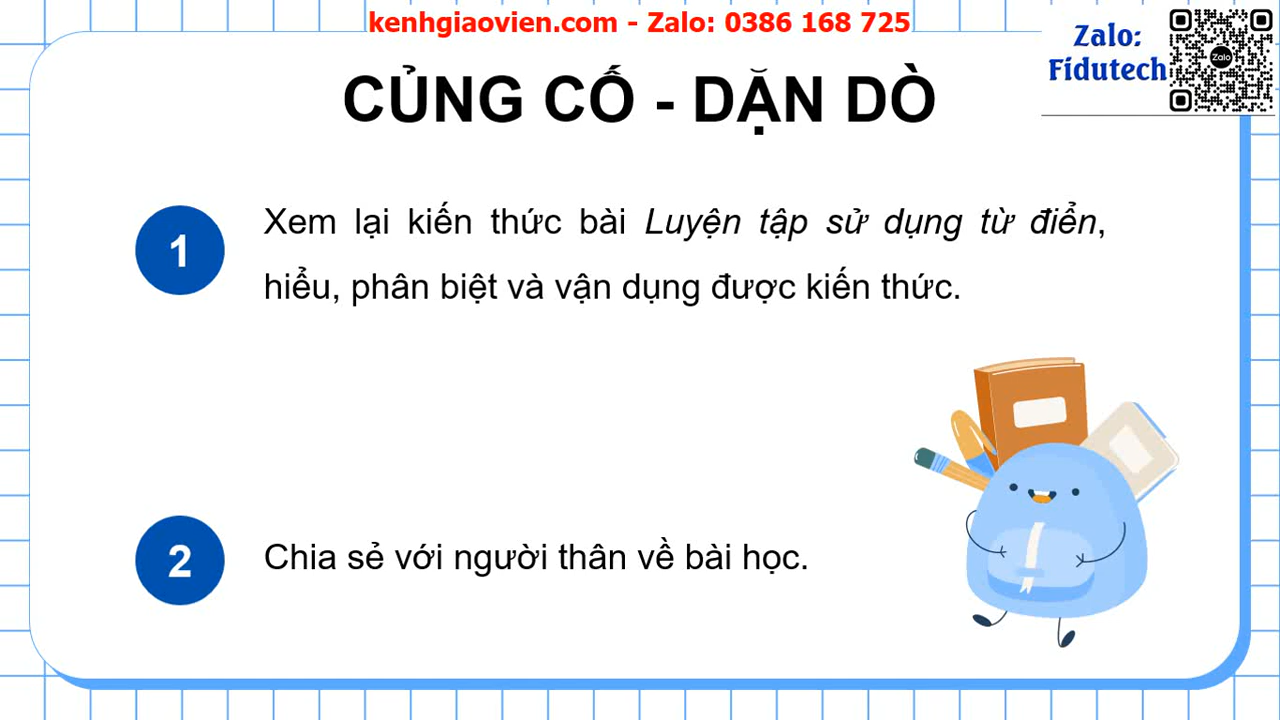 kenhgiaovien.com - Zalo: 0386 168 725
Zalo:
Fidutech
Zalo
CỦNG CỐ - DẶN DÒ
1
Xem lại kiến thức bài Luyện tập sử dụng từ điển,
hiểu, phân biệt và vận dụng được kiến thức.
2
Chia sẻ với người thân về bài học.